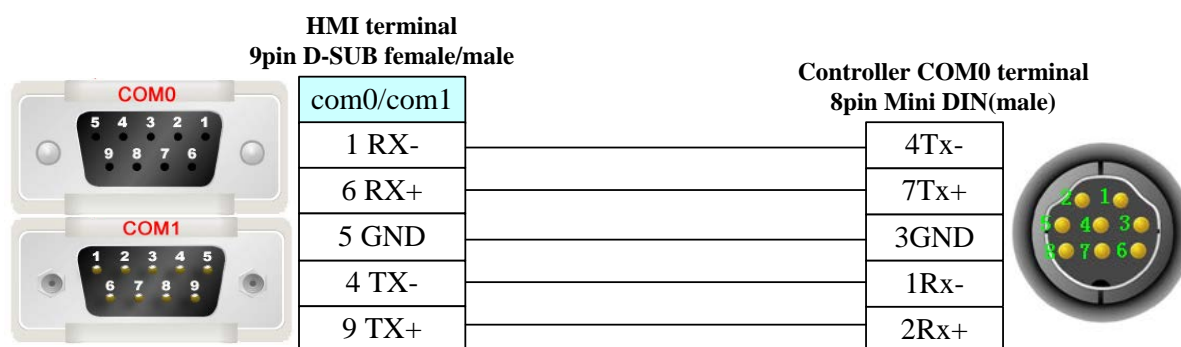 HMI terminal
9pin D-SUB female/male
Controller COM0 terminal
8pin Mini DIN(male)
COM0
5 4 3 2 1
9 8 7 6
COM1
1 2 3 4 5
6 7 8 9
com0/com1
1 RX-
4Tx-
6 RX+
7Tx+
5 GND
3GND
4 TX-
1Rx-
9 TX+
2Rx+
2 1
5 4 3
8 7 6